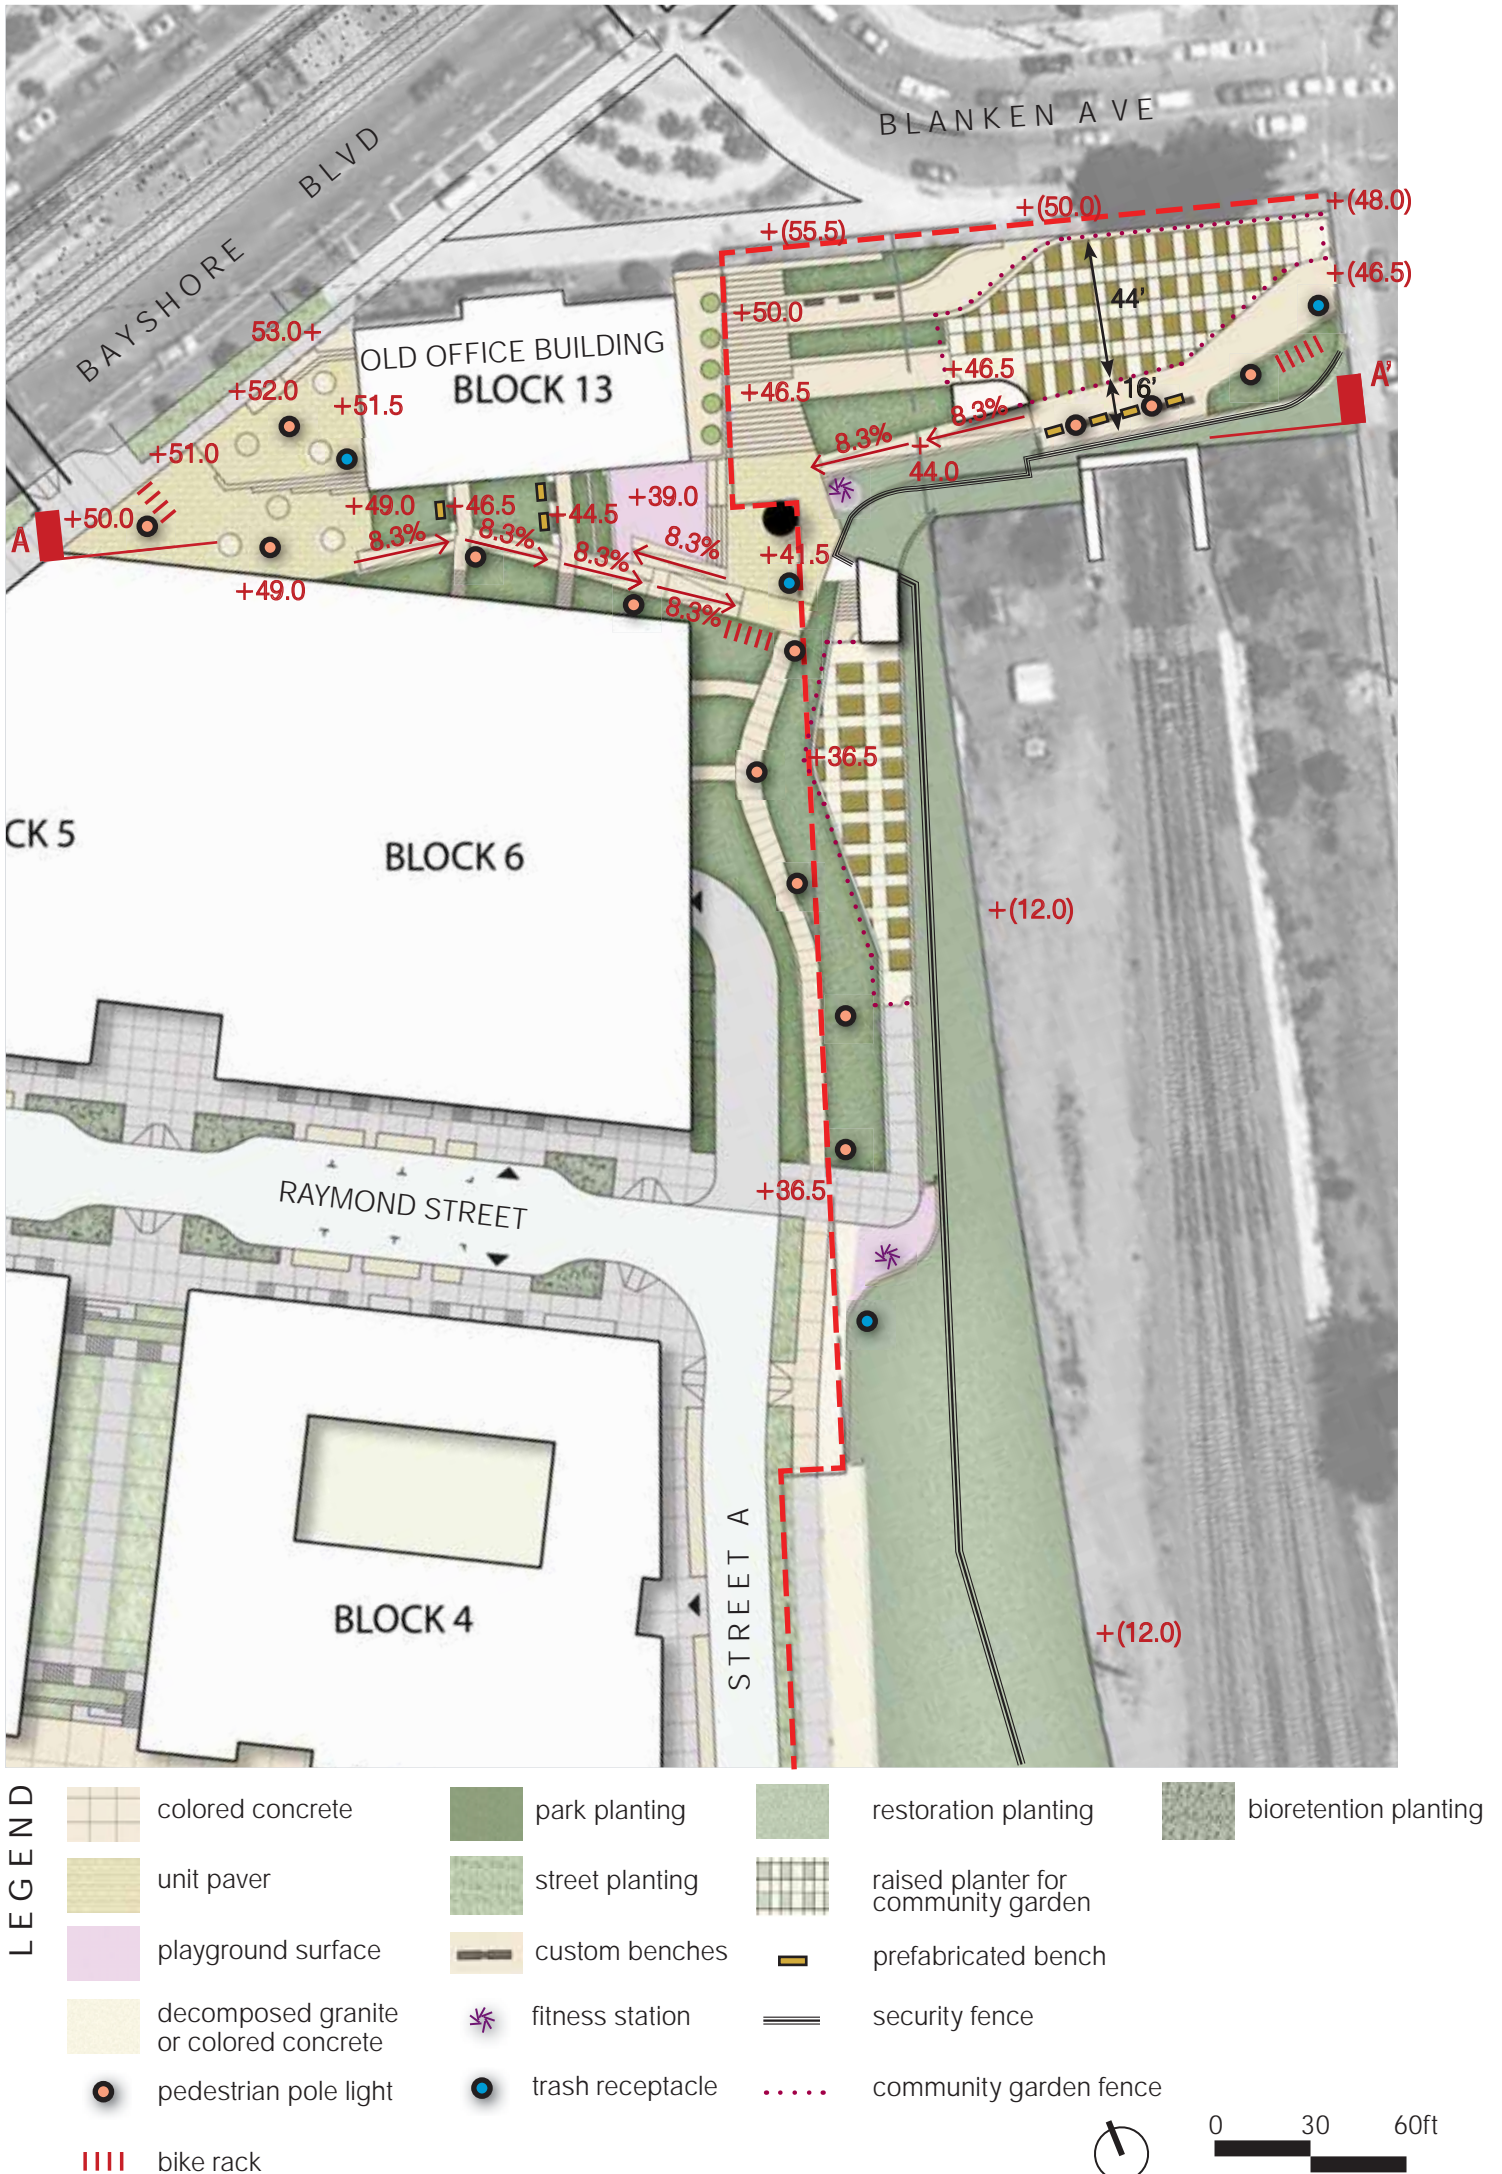 BLANKEN AVE
BAYSHORE BLVD
+(55.5)
+(50.0)
+(48.0)
+(46.5)
44'
16'
+50.0
+46.5
+46.5
8.3%
8.3%
+
44.0
A'
53.0+
OLD OFFICE BUILDING
BLOCK 13
+52.0
+51.5
+51.0
+50.0
A
+49.0
+46.5
+44.5
+39.0
8.3%
8.3%
8.3%
8.3%
8.3%
+41.5
+49.0
+36.5
CK 5
BLOCK 6
+(12.0)
RAYMOND STREET
+36.5
STREET A
BLOCK 4
+(12.0)
LEGEND
colored concrete
unit paver
playground surface
decomposed granite
or colored concrete
pedestrian pole light
bike rack
park planting
street planting
custom benches
fitness station
trash receptacle
restoration planting
raised planter for
community garden
prefabricated bench
security fence
community garden fence
bioretention planting
0 30 60ft